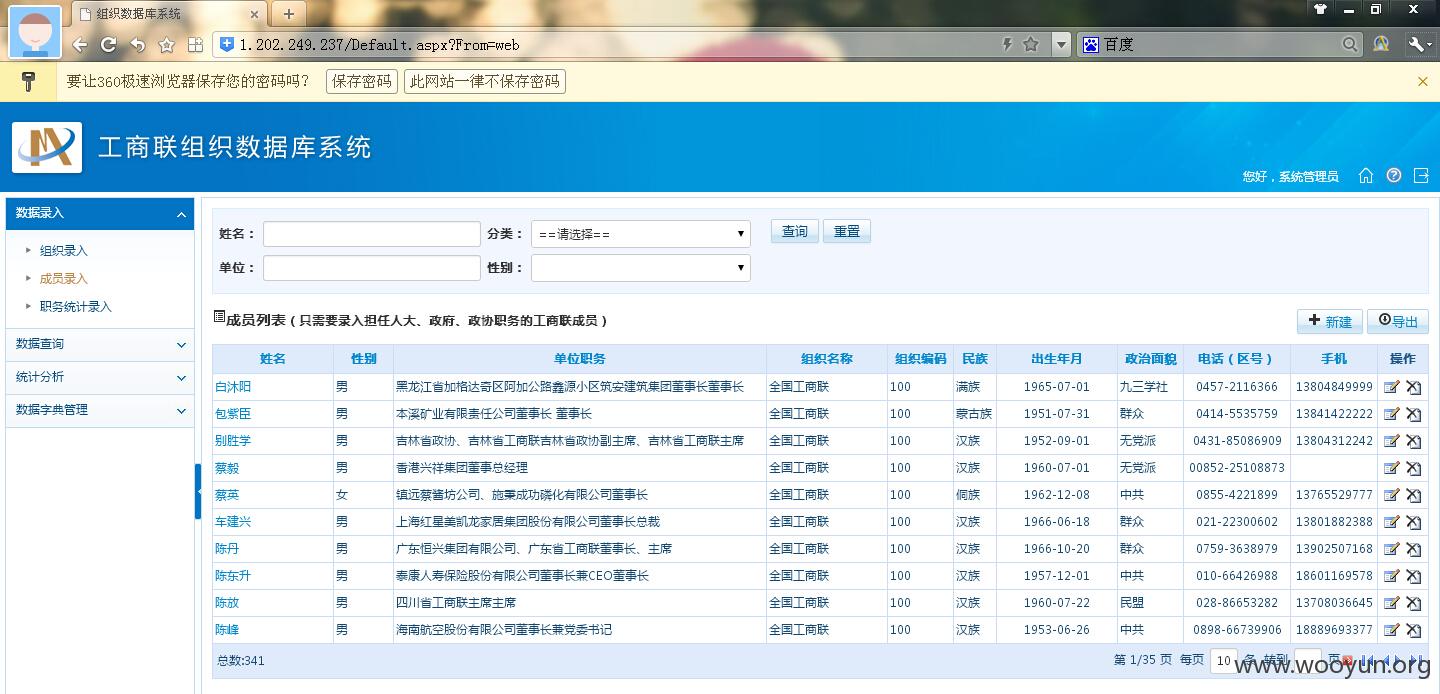 组织数据库系统
1.202.249.237/Default.aspx?From=web
百度
要让360极速浏览器保存您的密码吗? 保存密码 此网站一律不保存密码
工商联组织数据库系统
您好，系统管理员
数据录入
组织录入
成员录入
职务统计录入
数据查询
统计分析
数据字典管理
姓名： 分类： ==请选择== 查询 重置
单位： 性别：
成员列表（只需要录入担任人大、政府、政协职务的工商联成员） 新建 导出
姓名 性别 单位职务 组织名称 组织编码 民族 出生年月 政治面貌 电话（区号） 手机 操作
白沐阳 男 黑龙江省加格达奇区阿加公路鑫源小区筑安建筑集团董事长董事长 全国工商联 100 满族 1965-07-01 九三学社 0457-2116366 13804849999
包紫臣 男 本溪矿业有限责任公司董事长 董事长 全国工商联 100 蒙古族 1951-07-31 群众 0414-5535759 13841422222
别胜学 男 吉林省政协、吉林省工商联吉林省政协副主席、吉林省工商联主席 全国工商联 100 汉族 1952-09-01 无党派 0431-85086909 13804312242
蔡毅 男 香港兴祥集团董事总经理 全国工商联 100 汉族 1960-07-01 无党派 00852-25108873
蔡英 女 镇远蔡酱坊公司、施秉成功磷化有限公司董事长 全国工商联 100 侗族 1962-12-08 中共 0855-4221899 13765529777
车建兴 男 上海红星美凯龙家居集团股份有限公司董事长总裁 全国工商联 100 汉族 1966-06-18 群众 021-22300602 13801882388
陈丹 男 广东恒兴集团有限公司、广东省工商联董事长、主席 全国工商联 100 汉族 1966-10-20 群众 0759-3638979 13902507168
陈东升 男 泰康人寿保险股份有限公司董事长兼CEO董事长 全国工商联 100 汉族 1957-12-01 中共 010-66426988 18601169578
陈放 男 四川省工商联主席主席 全国工商联 100 汉族 1960-07-22 民盟 028-86653282 13708036645
陈峰 男 海南航空股份有限公司董事长兼党委书记 全国工商联 100 汉族 1953-06-26 中共 0898-66739906 18889693377
总数:341 第 1/35 页 每页 10 条 转到 页
www.wooyun.org